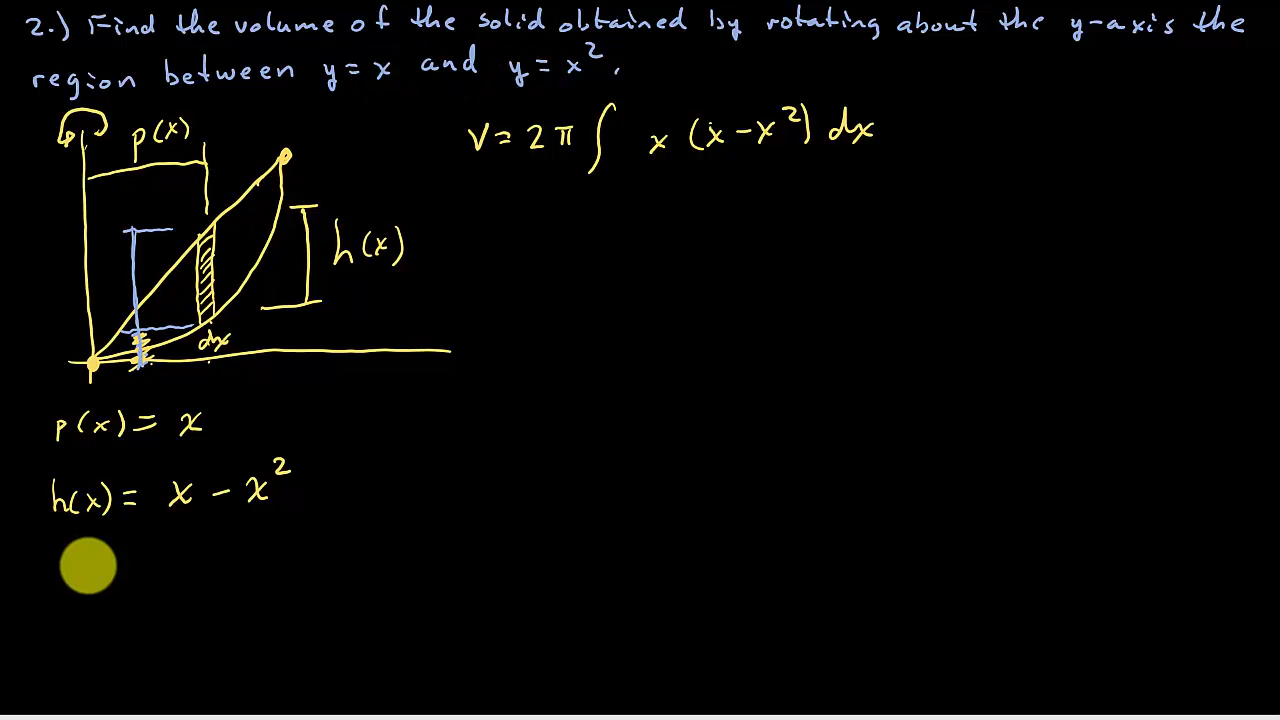 2.) Find the volume of the solid obtained by rotating about the y-axis the
region between y = x and y = x².
p(x)
V = 2π ∫ x (x - x²) dx
h(x)
dx
p(x) = x
h(x) = x - x²